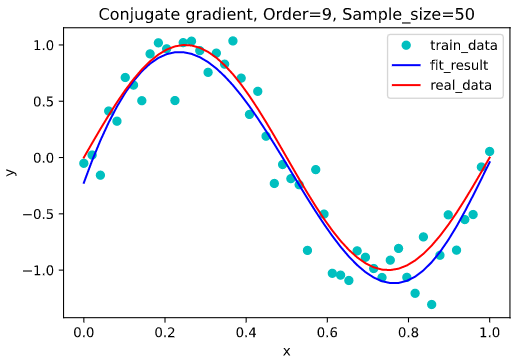 Conjugate gradient, Order=9, Sample_size=50
train_data
fit_result
real_data
1.0
0.5
0.0
−0.5
−1.0
y
0.0 0.2 0.4 0.6 0.8 1.0
x